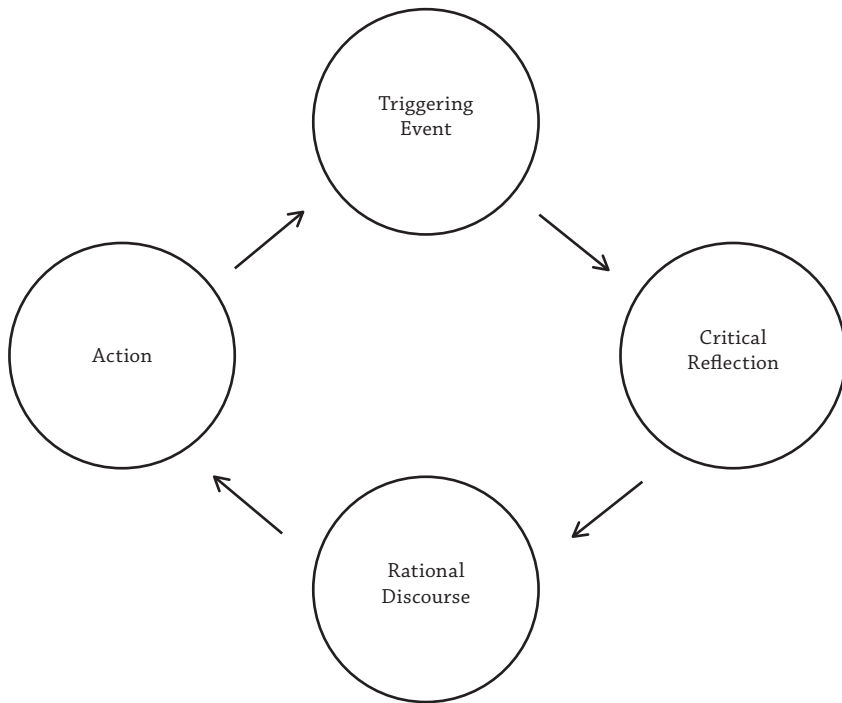 Triggering
Event
Critical
Reflection
Rational
Discourse
Action